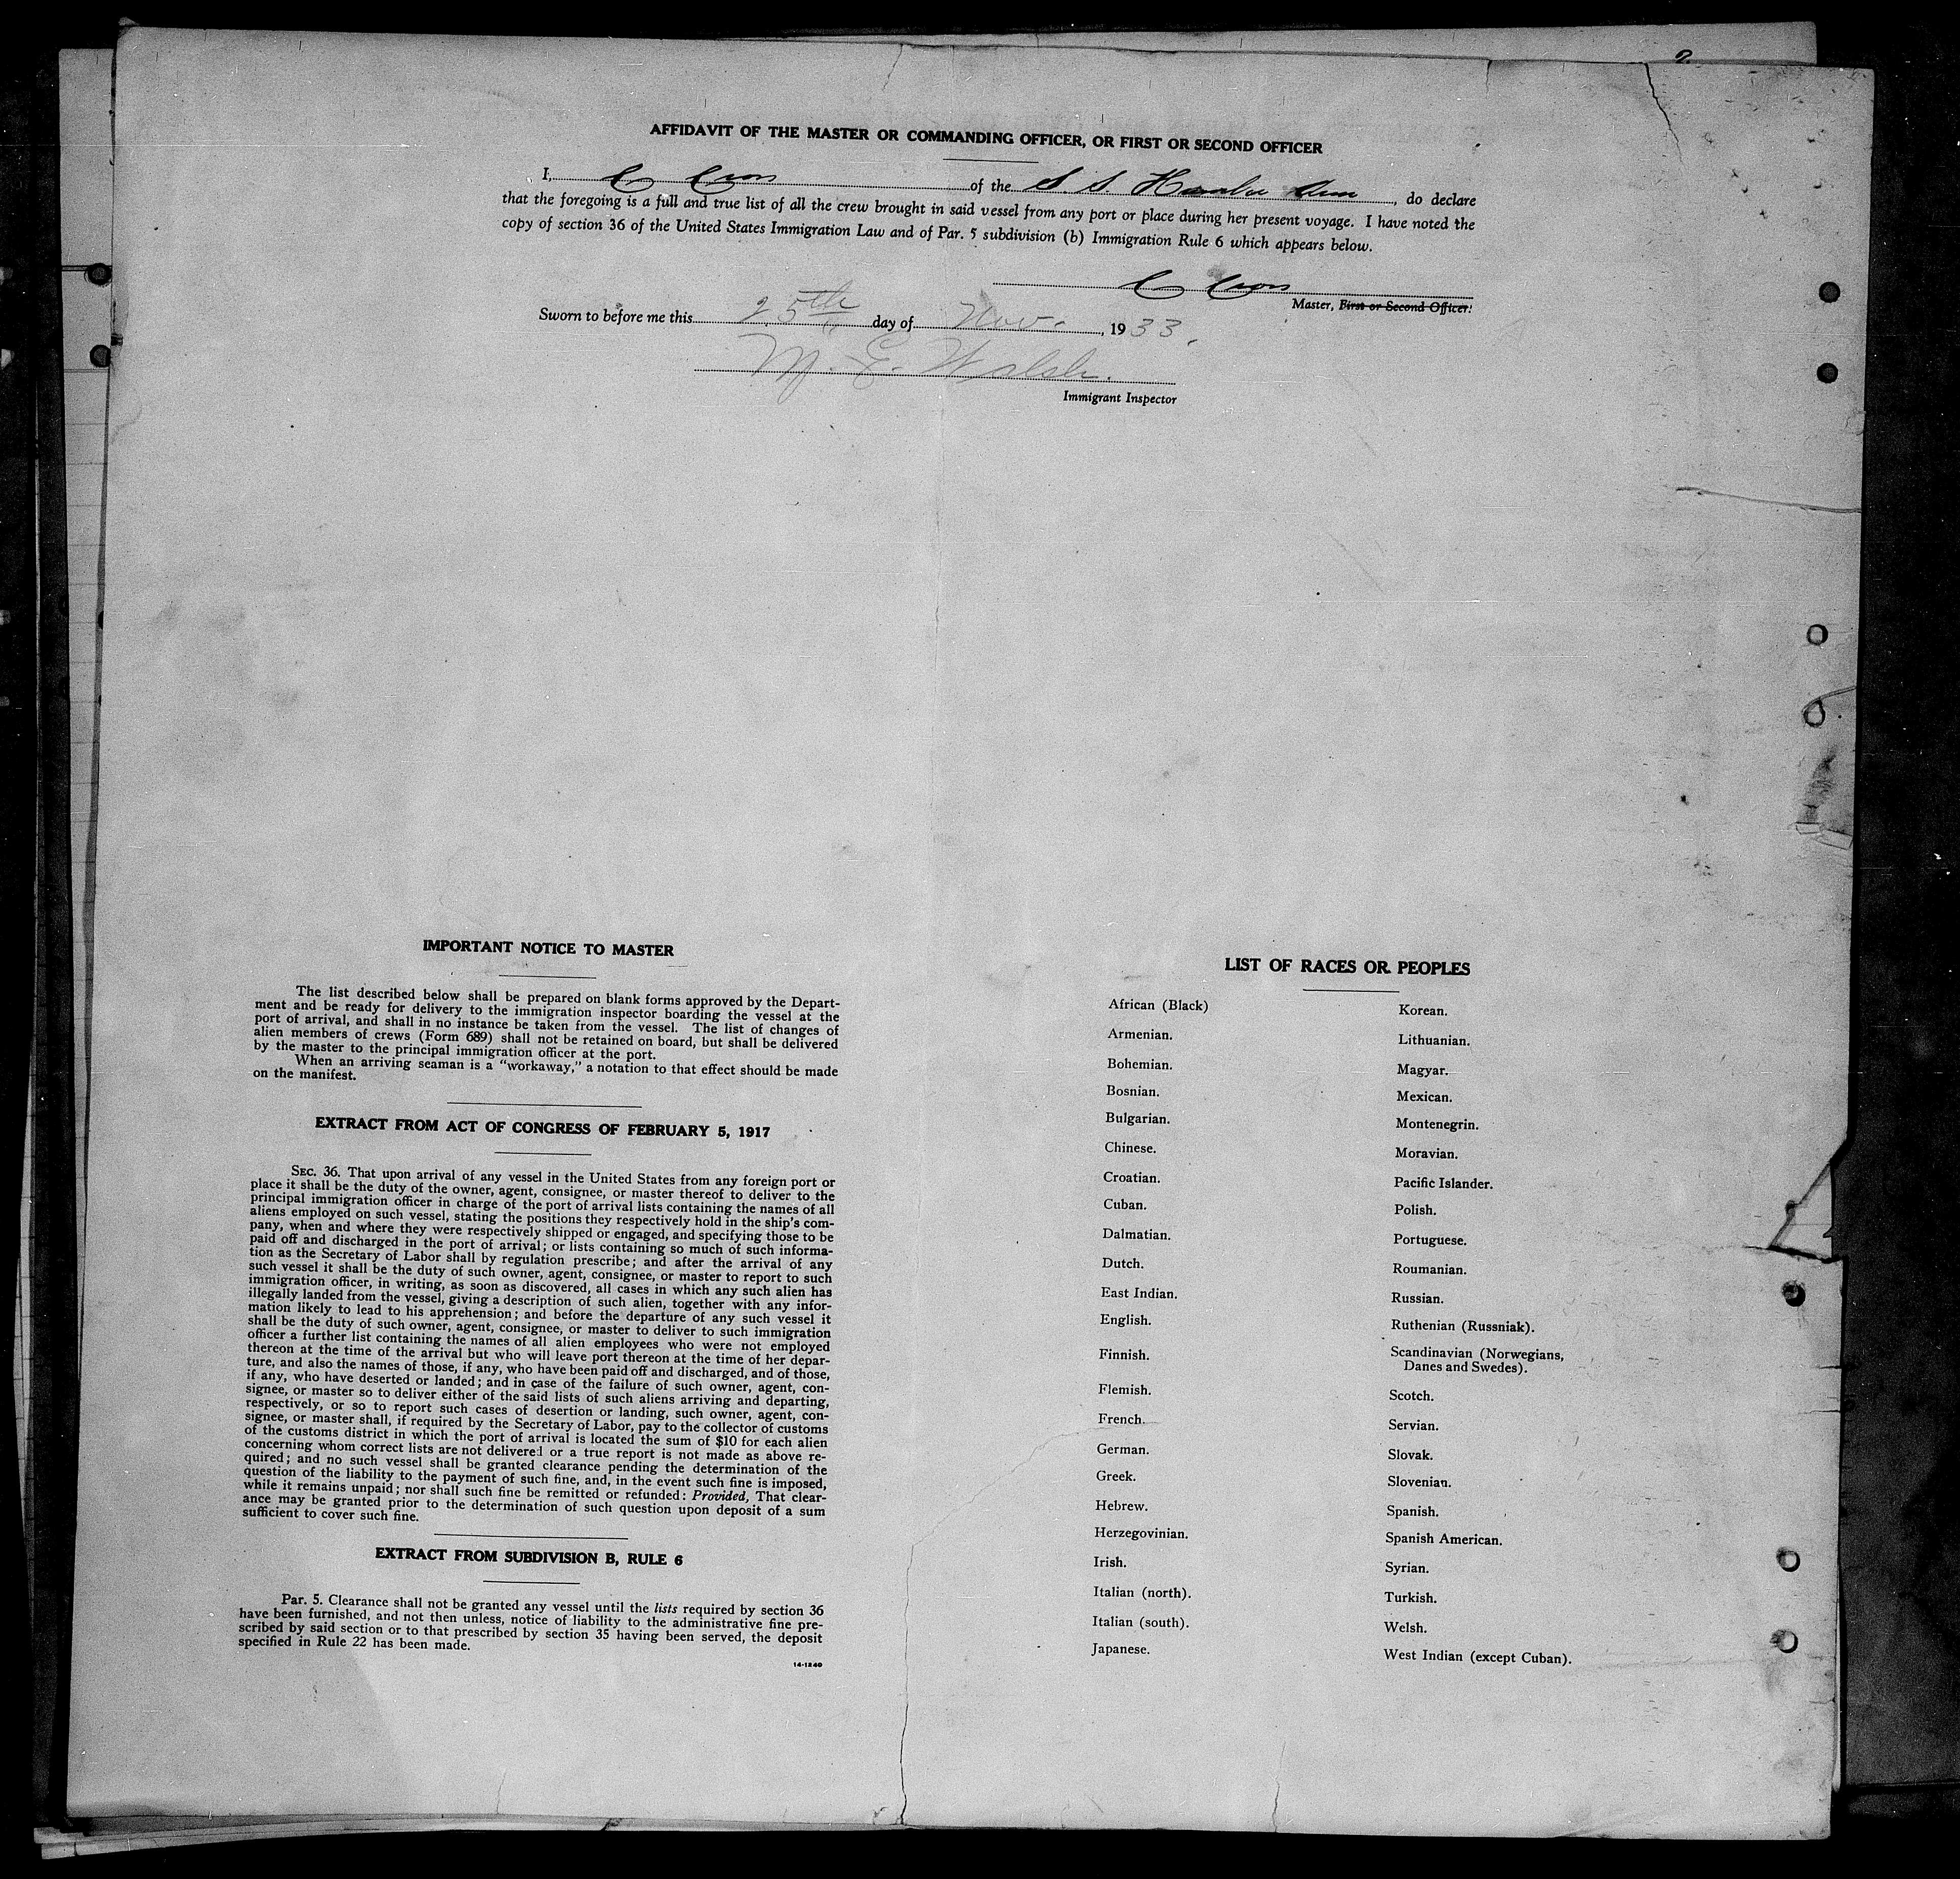 2
AFFIDAVIT OF THE MASTER OR COMMANDING OFFICER, OR FIRST OR SECOND OFFICER
I, C of the S. S. , do declare
that the foregoing is a full and true list of all the crew brought in said vessel from any port or place during her present voyage. I have noted the
copy of section 36 of the United States Immigration Law and of Par. 5 subdivision (b) Immigration Rule 6 which appears below.
C
Master, First or Second Officer.
Sworn to before me this 25th day of Nov. , 1933.
M. E. Walsh.
Immigrant Inspector
IMPORTANT NOTICE TO MASTER
The list described below shall be prepared on blank forms approved by the Depart-
ment and be ready for delivery to the immigration inspector boarding the vessel at the
port of arrival, and shall in no instance be taken from the vessel. The list of changes of
alien members of crews (Form 689) shall not be retained on board, but shall be delivered
by the master to the principal immigration officer at the port.
When an arriving seaman is a "workaway," a notation to that effect should be made
on the manifest.
EXTRACT FROM ACT OF CONGRESS OF FEBRUARY 5, 1917
SEC. 36. That upon arrival of any vessel in the United States from any foreign port or
place it shall be the duty of the owner, agent, consignee, or master thereof to deliver to the
principal immigration officer in charge of the port of arrival lists containing the names of all
aliens employed on such vessel, stating the positions they respectively hold in the ship's com-
pany, when and where they were respectively shipped or engaged, and specifying those to be
paid off and discharged in the port of arrival; or lists containing so much of such informa-
tion as the Secretary of Labor shall by regulation prescribe; and after the arrival of any
such vessel it shall be the duty of such owner, agent, consignee, or master to report to such
immigration officer, in writing, as soon as discovered, all cases in which any such alien has
illegally landed from the vessel, giving a description of such alien, together with any infor-
mation likely to lead to his apprehension; and before the departure of any such vessel it
shall be the duty of such owner, agent, consignee, or master to deliver to such immigration
officer a further list containing the names of all alien employees who were not employed
thereon at the time of the arrival but who will leave port thereon at the time of her depar-
ture, and also the names of those, if any, who have been paid off and discharged, and of those,
if any, who have deserted or landed; and in case of the failure of such owner, agent, con-
signee, or master so to deliver either of the said lists of such aliens arriving and departing,
respectively, or so to report such cases of desertion or landing, such owner, agent, con-
signee, or master shall, if required by the Secretary of Labor, pay to the collector of customs
of the customs district in which the port of arrival is located the sum of $10 for each alien
concerning whom correct lists are not delivered or a true report is not made as above re-
quired; and no such vessel shall be granted clearance pending the determination of the
question of the liability to the payment of such fine, and, in the event such fine is imposed,
while it remains unpaid; nor shall such fine be remitted or refunded: Provided, That clear-
ance may be granted prior to the determination of such question upon deposit of a sum
sufficient to cover such fine.
EXTRACT FROM SUBDIVISION B, RULE 6
Par. 5. Clearance shall not be granted any vessel until the lists required by section 36
have been furnished, and not then unless, notice of liability to the administrative fine pre-
scribed by said section or to that prescribed by section 35 having been served, the deposit
specified in Rule 22 has been made.
14-1240
LIST OF RACES OR PEOPLES
African (Black)
Armenian.
Bohemian.
Bosnian.
Bulgarian.
Chinese.
Croatian.
Cuban.
Dalmatian.
Dutch.
East Indian.
English.
Finnish.
Flemish.
French.
German.
Greek.
Hebrew.
Herzegovinian.
Irish.
Italian (north).
Italian (south).
Japanese.
Korean.
Lithuanian.
Magyar.
Mexican.
Montenegrin.
Moravian.
Pacific Islander.
Polish.
Portuguese.
Roumanian.
Russian.
Ruthenian (Russniak).
Scandinavian (Norwegians,
Danes and Swedes).
Scotch.
Servian.
Slovak.
Slovenian.
Spanish.
Spanish American.
Syrian.
Turkish.
Welsh.
West Indian (except Cuban).